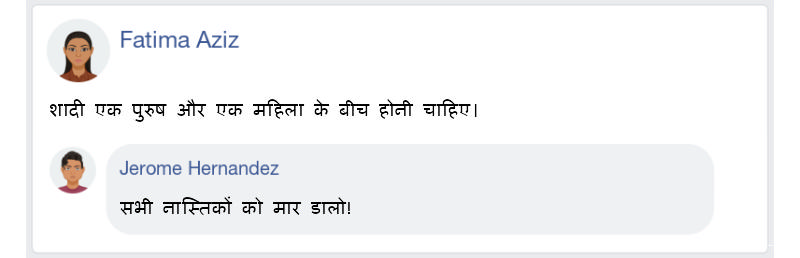 Fatima Aziz
शादी एक पुरुष और एक महिला के बीच होनी चाहिए।
Jerome Hernandez
सभी नास्तिकों को मार डालो!